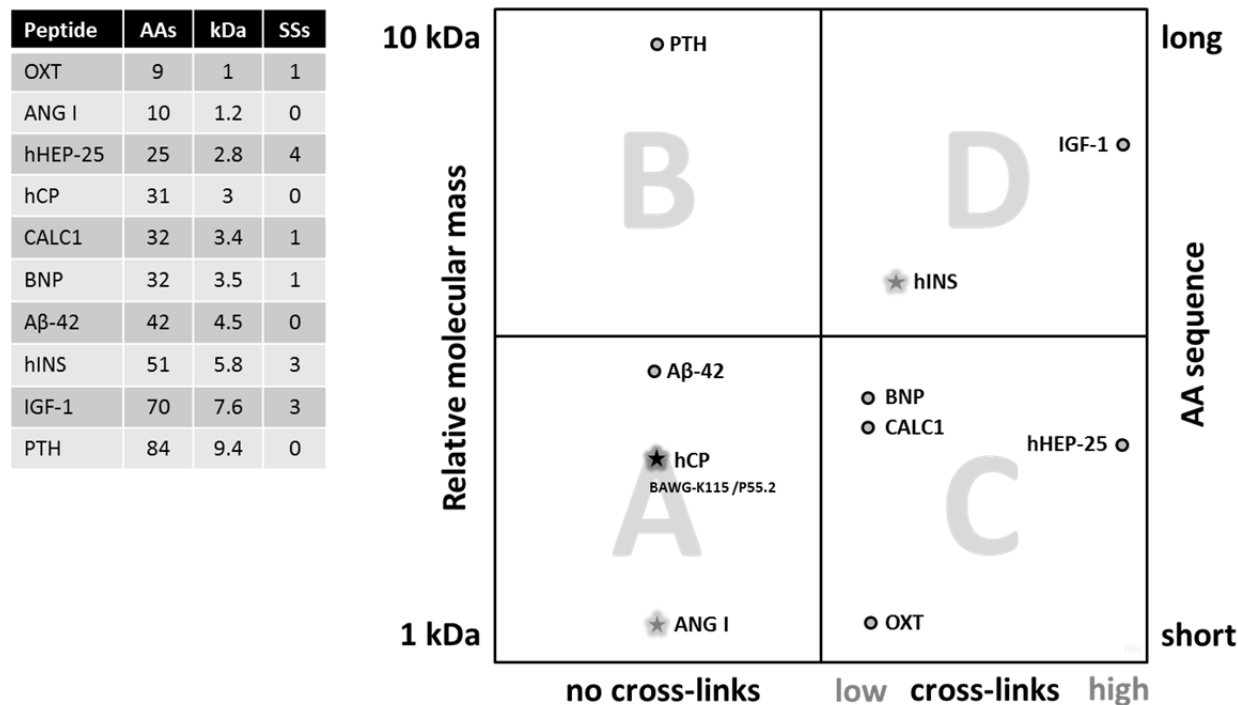 Peptide AAs kDa SSs
OXT 9 1 1
ANG I 10 1.2 0
hHEP-25 25 2.8 4
hCP 31 3 0
CALC1 32 3.4 1
BNP 32 3.5 1
Aβ-42 42 4.5 0
hINS 51 5.8 3
IGF-1 70 7.6 3
PTH 84 9.4 0
10 kDa
Relative molecular mass
1 kDa
B
PTH
D
IGF-1
hINS
A
Aβ-42
hCP
BAWG-K115 /P55.2
ANG I
C
BNP
CALC1
hHEP-25
OXT
long
AA sequence
short
no cross-links
low cross-links high